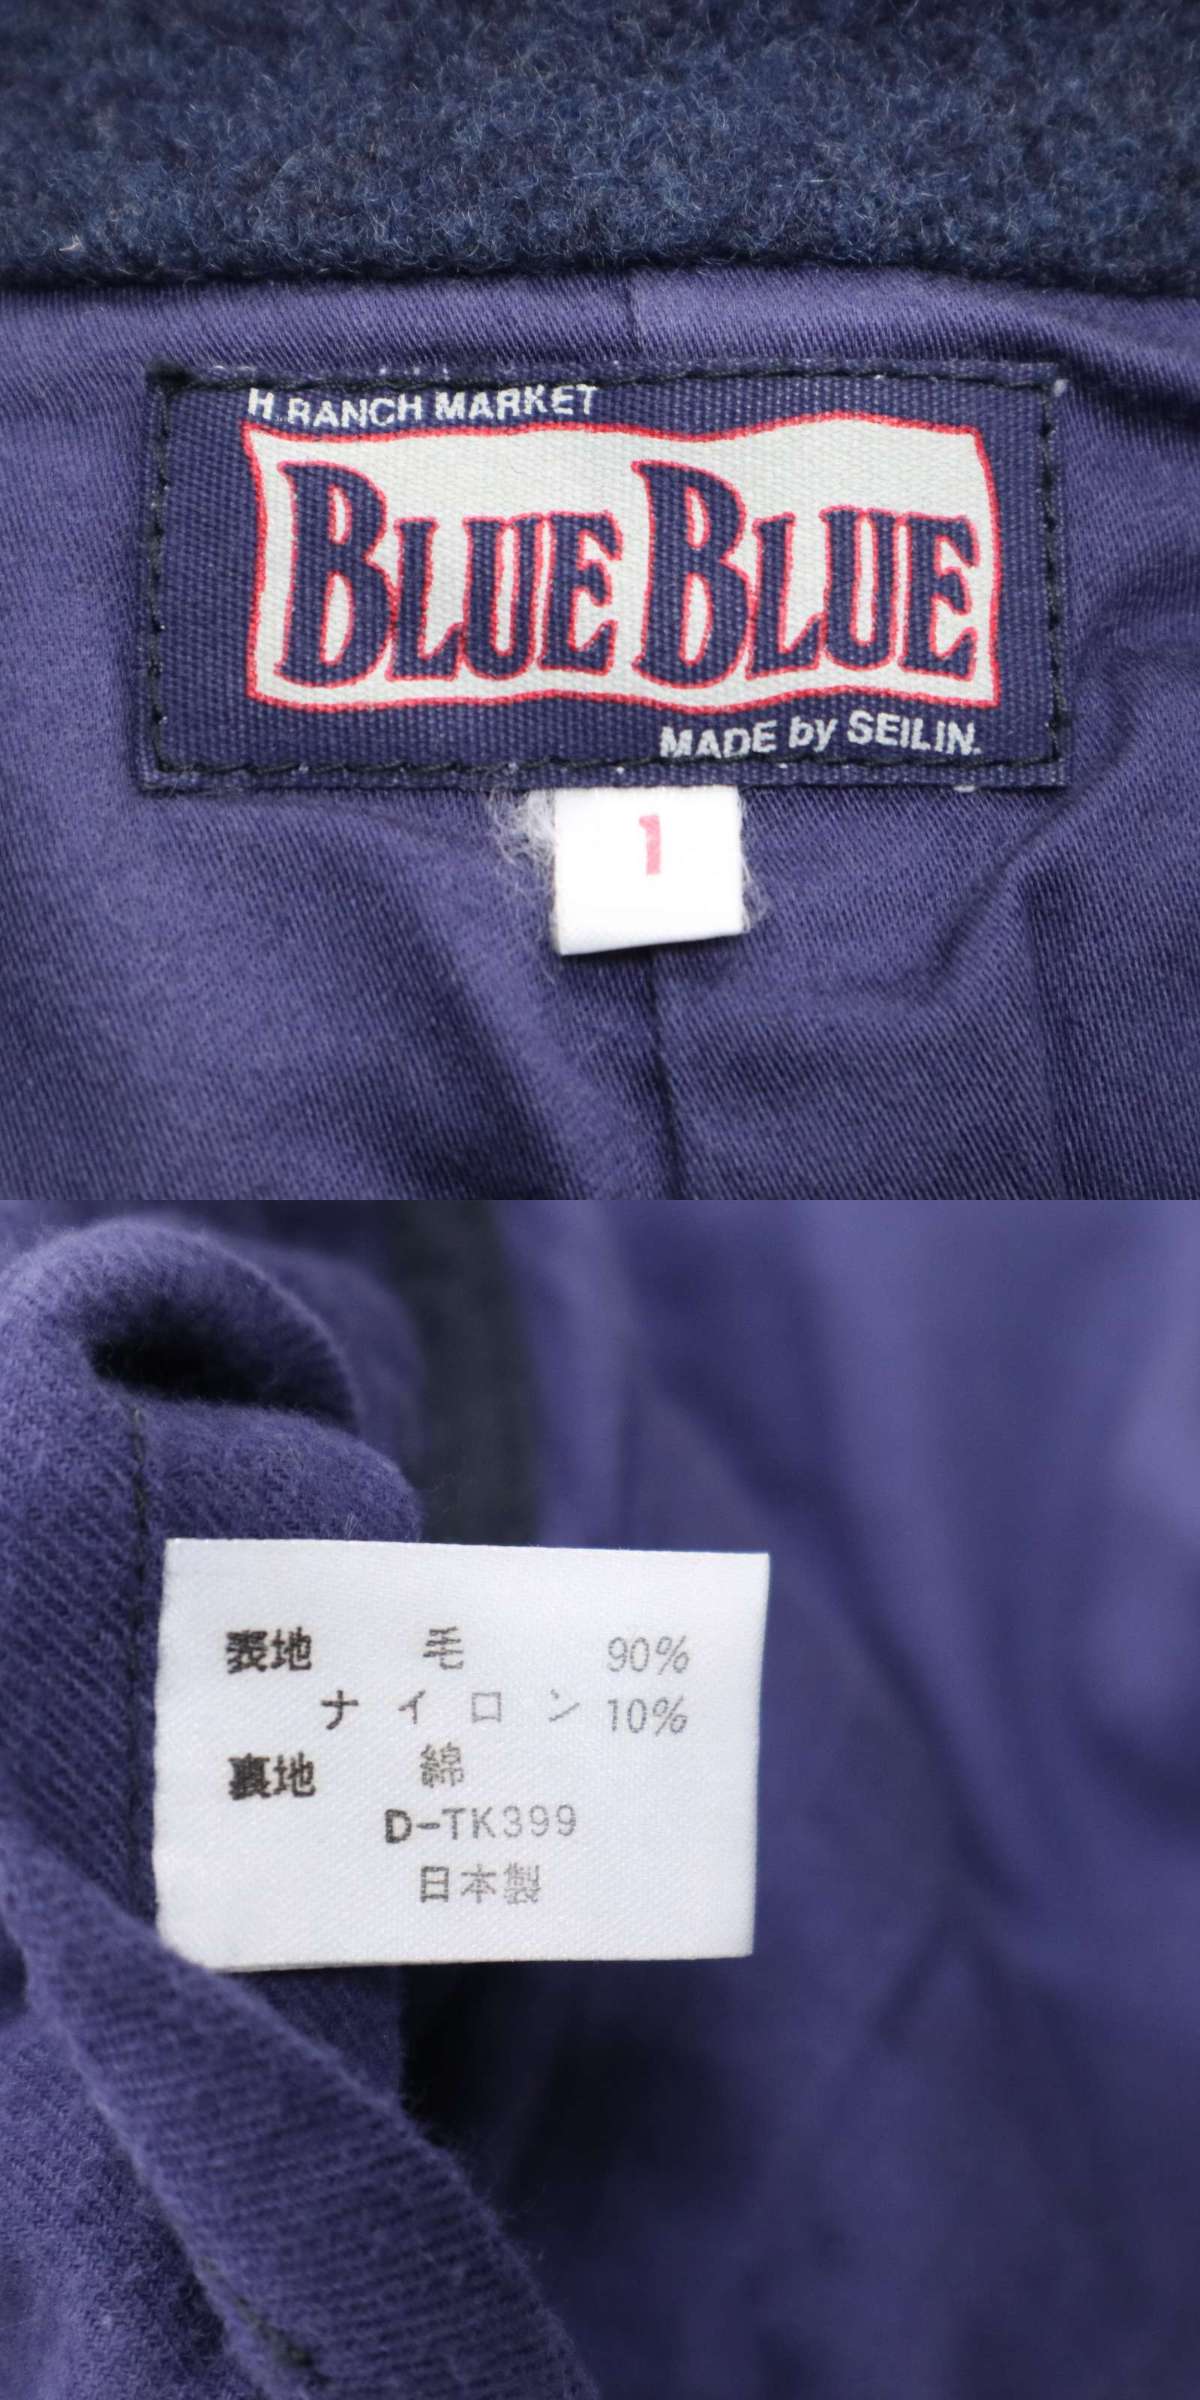 H.RANCH MARKET
BLUE BLUE
MADE by SEILIN.
1
表地 毛 90%
ナイロン 10%
裏地 綿
D-TK399
日本製